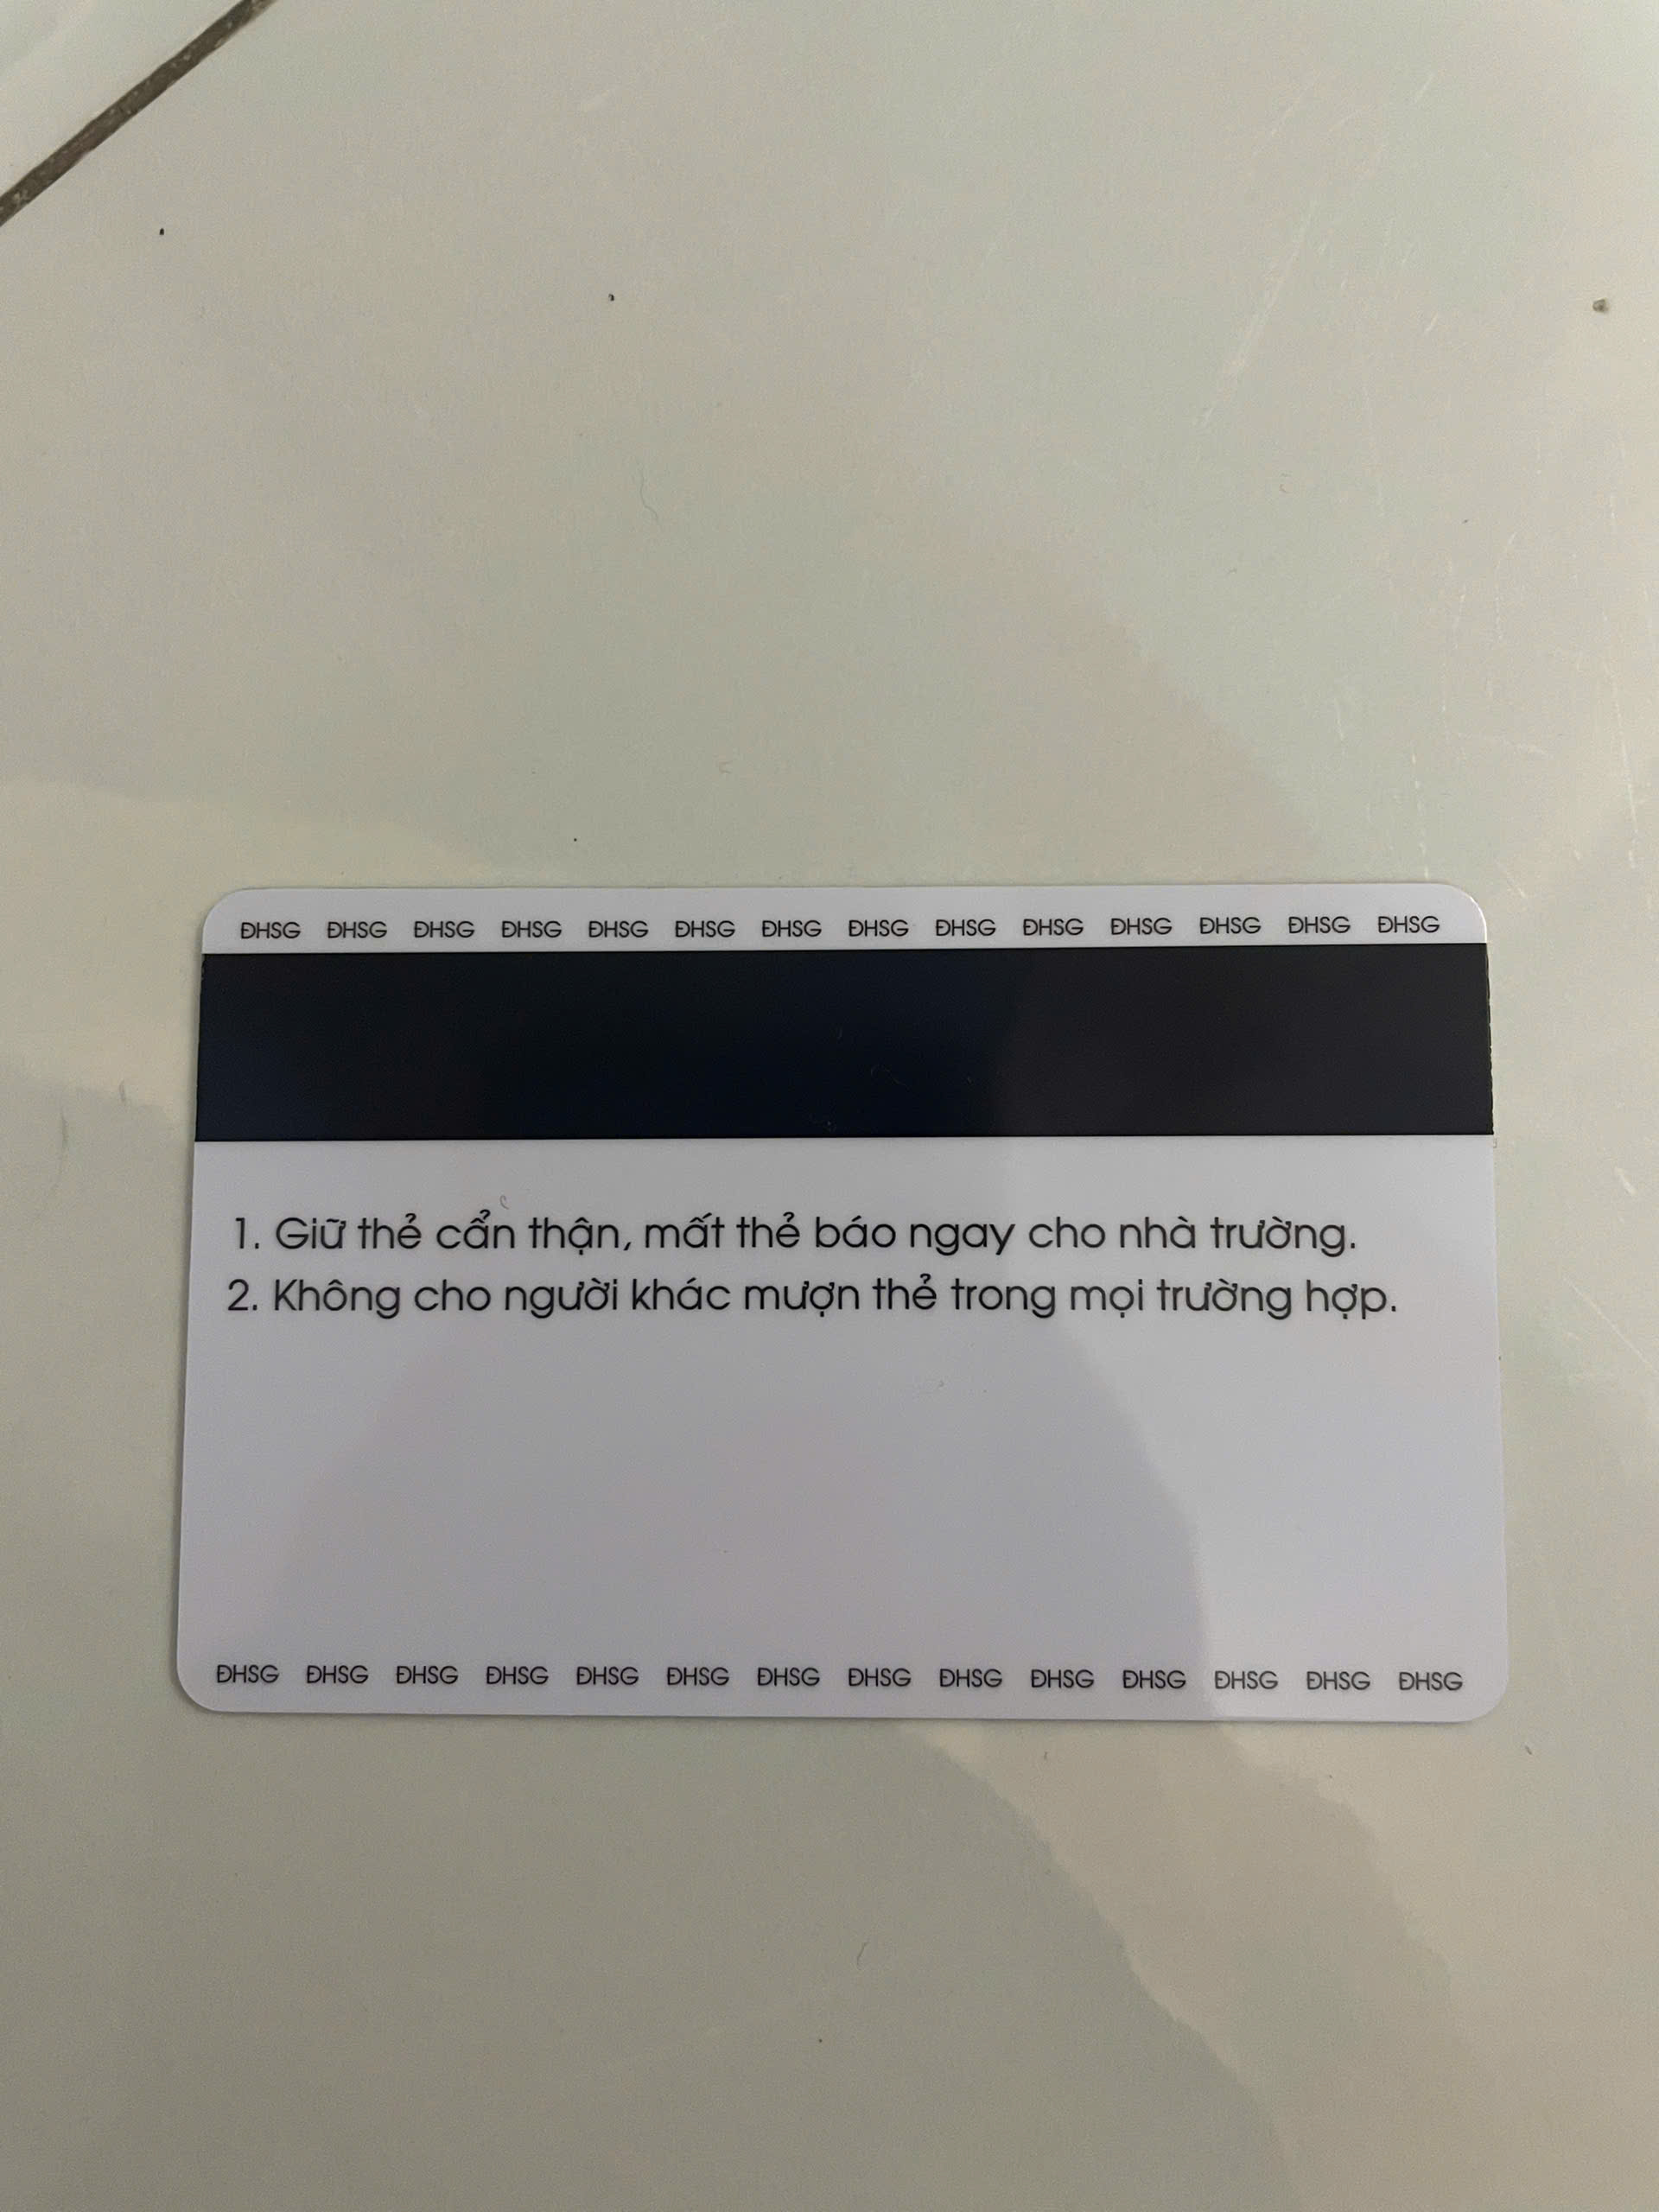 ĐHSG ĐHSG ĐHSG ĐHSG ĐHSG ĐHSG ĐHSG ĐHSG ĐHSG ĐHSG ĐHSG ĐHSG ĐHSG ĐHSG
1. Giữ thẻ cẩn thận, mất thẻ báo ngay cho nhà trường.
2. Không cho người khác mượn thẻ trong mọi trường hợp.
ĐHSG ĐHSG ĐHSG ĐHSG ĐHSG ĐHSG ĐHSG ĐHSG ĐHSG ĐHSG ĐHSG ĐHSG ĐHSG ĐHSG